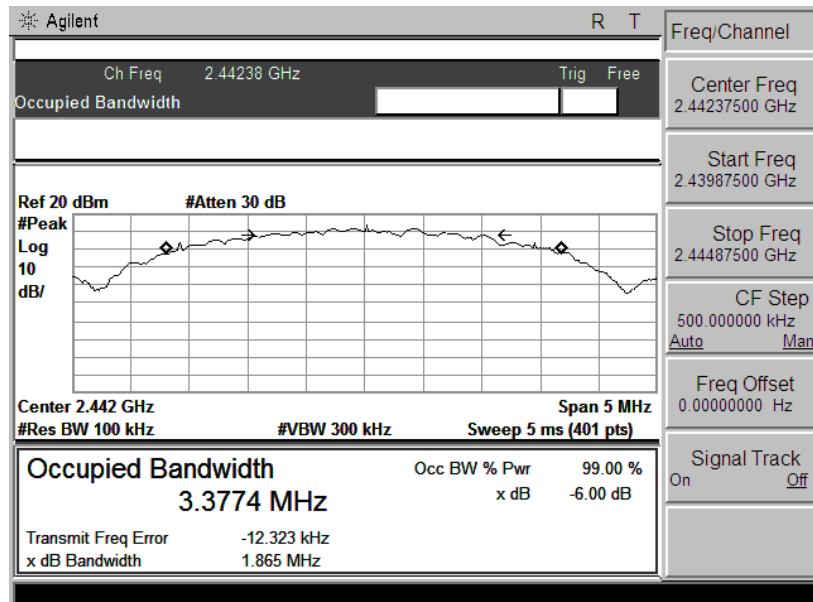 Agilent R T
Ch Freq 2.44238 GHz Trig Free
Occupied Bandwidth
Ref 20 dBm #Atten 30 dB
#Peak
Log
10
dB/
Center 2.442 GHz Span 5 MHz
#Res BW 100 kHz #VBW 300 kHz Sweep 5 ms (401 pts)
Occupied Bandwidth Occ BW % Pwr 99.00 %
3.3774 MHz x dB -6.00 dB
Transmit Freq Error -12.323 kHz
x dB Bandwidth 1.865 MHz
Freq/Channel
Center Freq
2.44237500 GHz
Start Freq
2.43987500 GHz
Stop Freq
2.44487500 GHz
CF Step
500.000000 kHz
Auto Man
Freq Offset
0.00000000 Hz
Signal Track
On Off